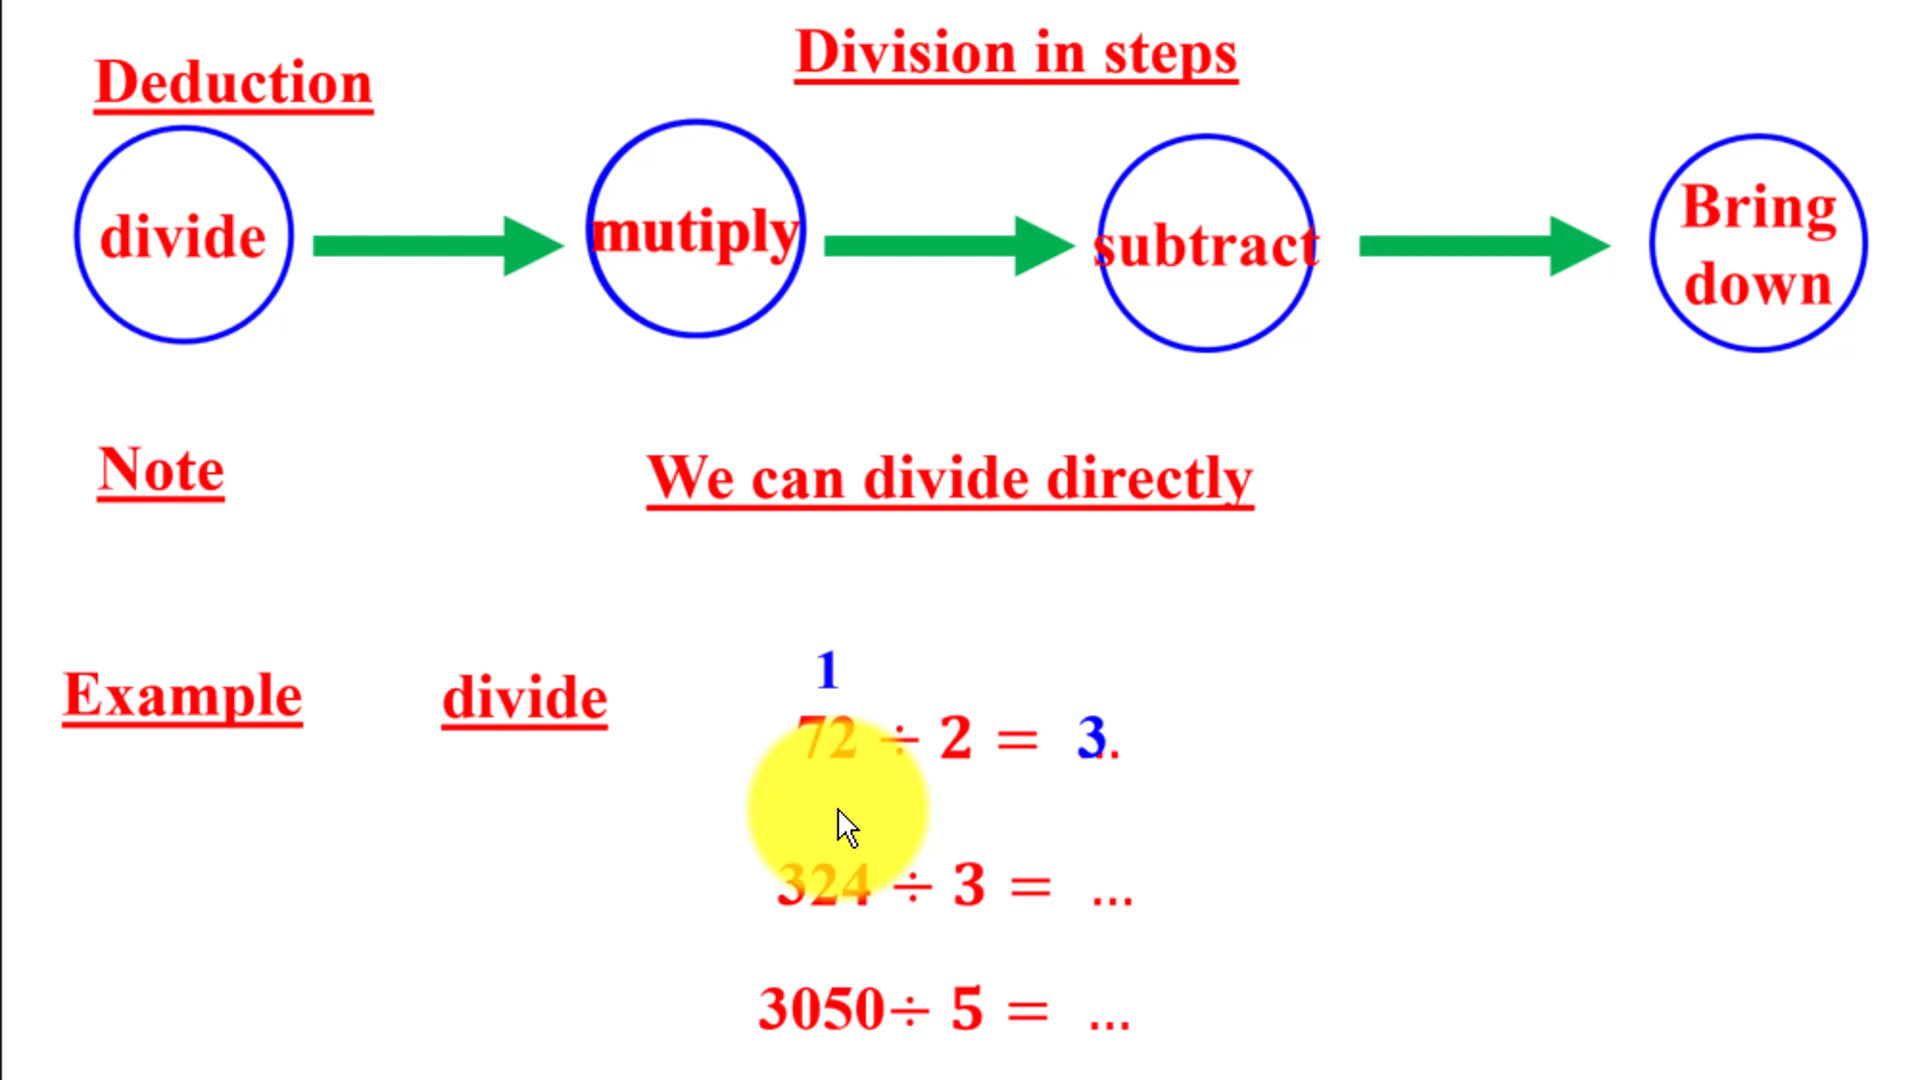 Division in steps
Deduction
divide
mutiply
subtract
Bring
down
Note
We can divide directly
Example
divide
1
72 ÷ 2 = 3..
324 ÷ 3 = ...
3050÷ 5 = ...